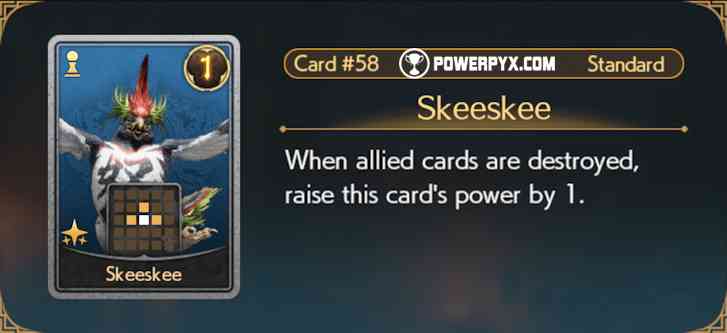 1
Skeeskee
Card #58 POWERPYX.COM Standard
Skeeskee
When allied cards are destroyed,
raise this card's power by 1.